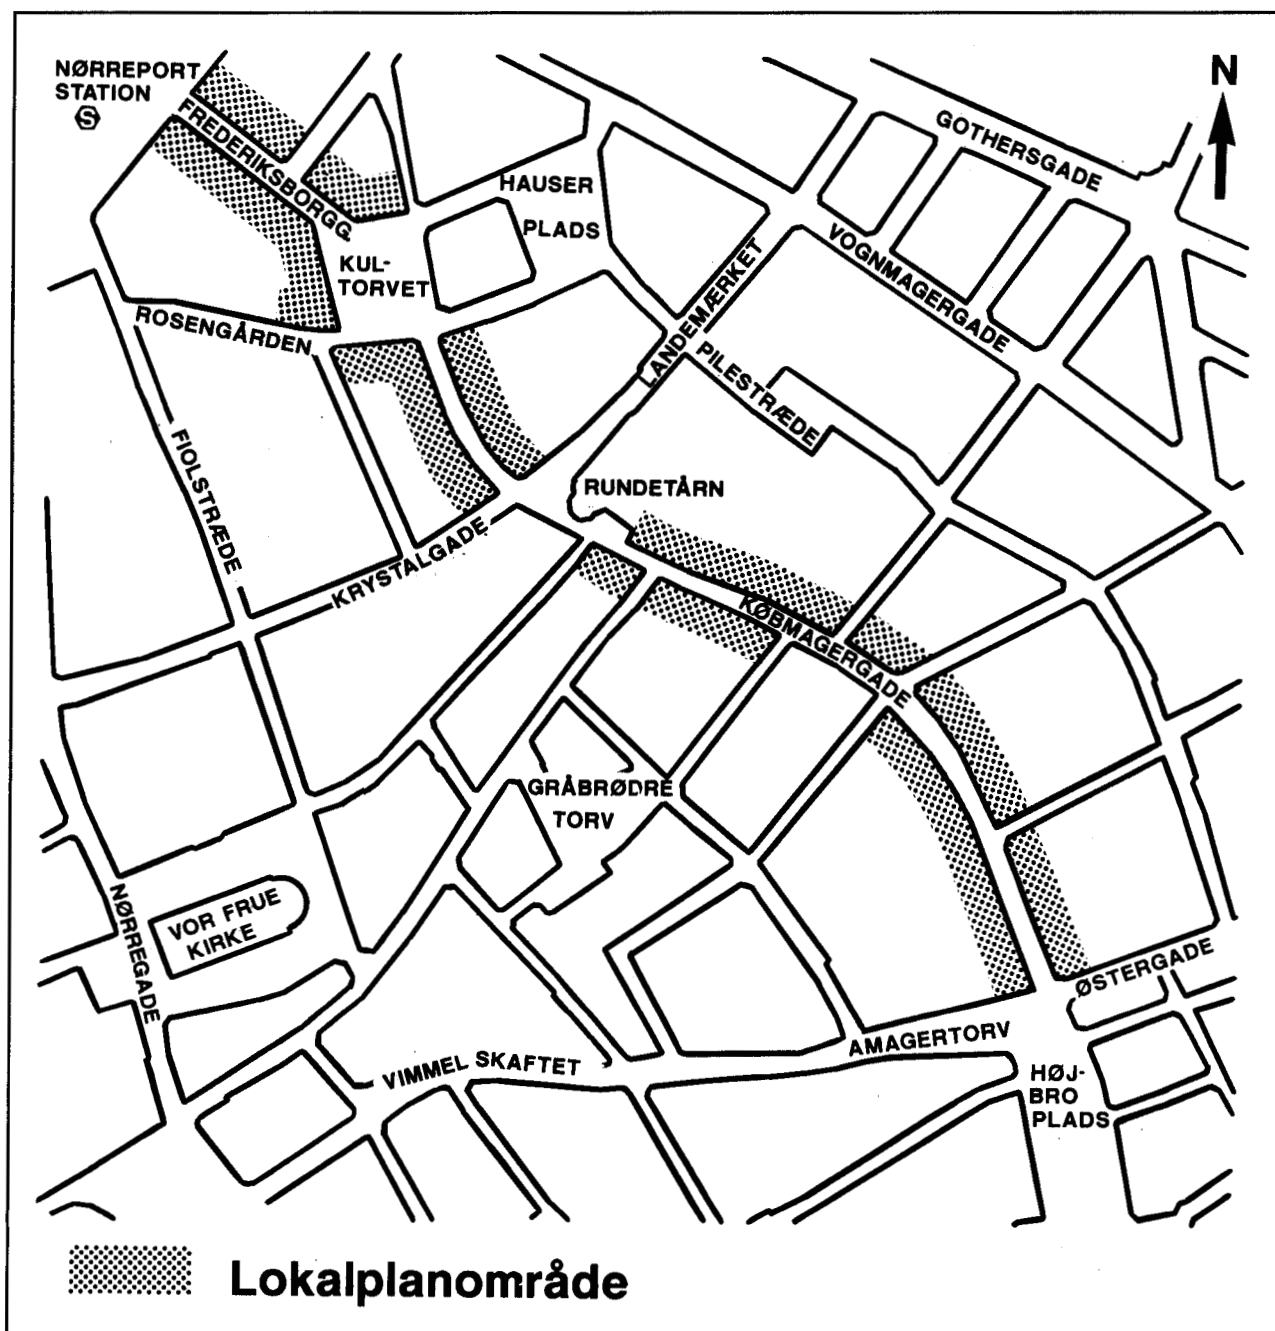 NØRREPORT
STATION
S
N
FREDERIKSBORGG.
GOTHERSGADE
HAUSER
PLADS
KUL-
TORVET
VOGNMAGERGADE
LANDEMÆRKET
ROSENGÅRDEN
PILESTRÆDE
FIOLSTRÆDE
RUNDETÅRN
KRYSTALGADE
KØBMAGERGADE
GRÅBRØDRE
TORV
NØRREGADE
VOR FRUE
KIRKE
ØSTERGADE
AMAGERTORV
VIMMEL SKAFTET
HØJ-
BRO
PLADS
Lokalplanområde